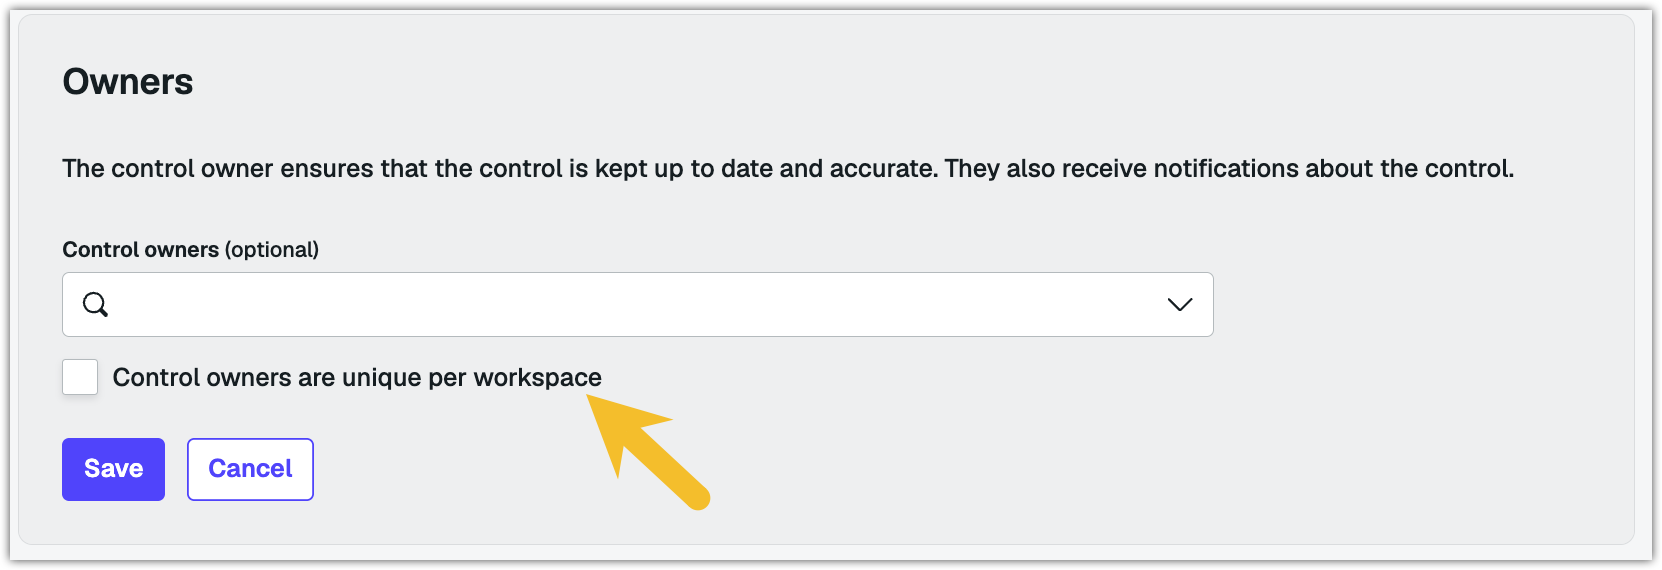 Owners
The control owner ensures that the control is kept up to date and accurate. They also receive notifications about the control.
Control owners (optional)
Control owners are unique per workspace
Save Cancel